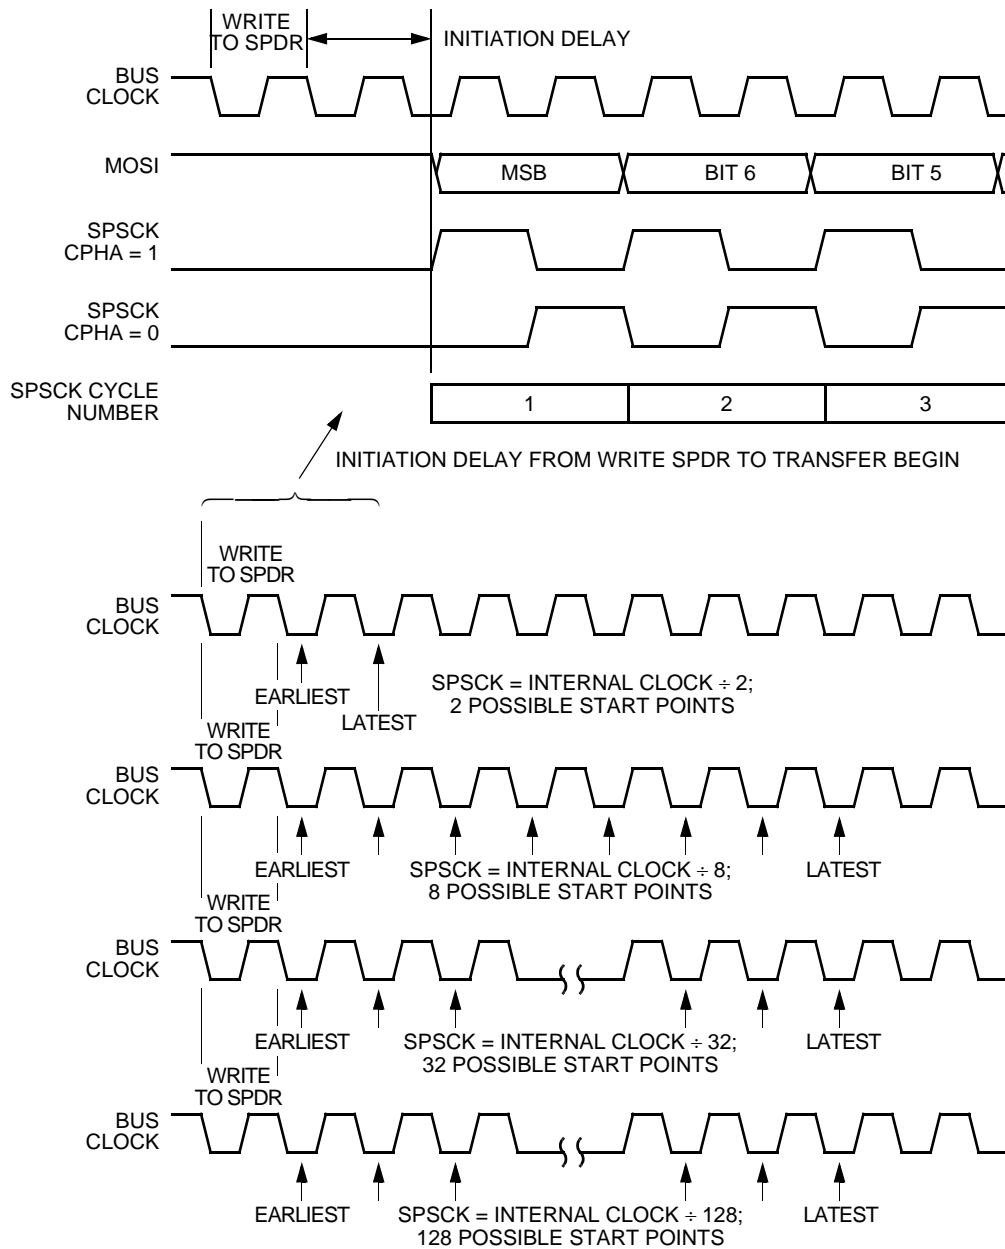 WRITE
TO SPDR
INITIATION DELAY
BUS
CLOCK
MOSI
MSB
BIT 6
BIT 5
SPSCK
CPHA = 1
SPSCK
CPHA = 0
SPSCK CYCLE
NUMBER
1
2
3
INITIATION DELAY FROM WRITE SPDR TO TRANSFER BEGIN
WRITE
TO SPDR
BUS
CLOCK
EARLIEST
LATEST
SPSCK = INTERNAL CLOCK ÷ 2;
2 POSSIBLE START POINTS
WRITE
TO SPDR
BUS
CLOCK
EARLIEST
SPSCK = INTERNAL CLOCK ÷ 8;
8 POSSIBLE START POINTS
LATEST
WRITE
TO SPDR
BUS
CLOCK
EARLIEST
SPSCK = INTERNAL CLOCK ÷ 32;
32 POSSIBLE START POINTS
LATEST
WRITE
TO SPDR
BUS
CLOCK
EARLIEST
SPSCK = INTERNAL CLOCK ÷ 128;
128 POSSIBLE START POINTS
LATEST